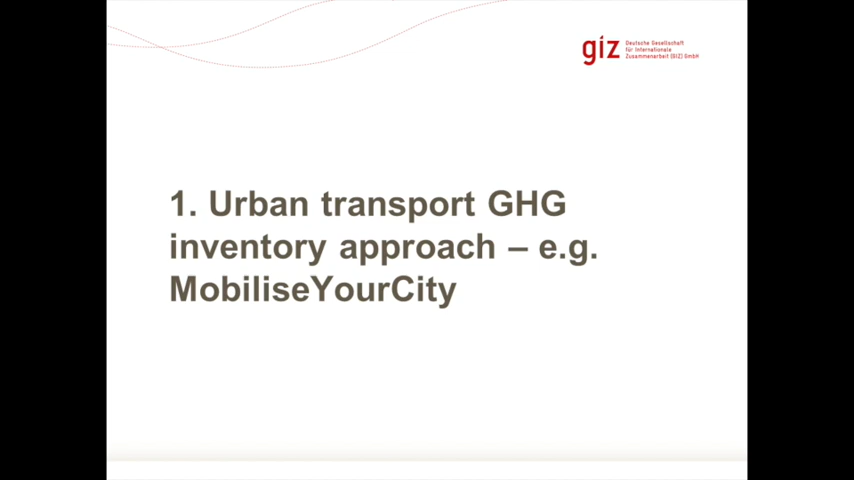 giz
Deutsche Gesellschaft
für Internationale
Zusammenarbeit (GIZ) GmbH
1. Urban transport GHG
inventory approach – e.g.
MobiliseYourCity